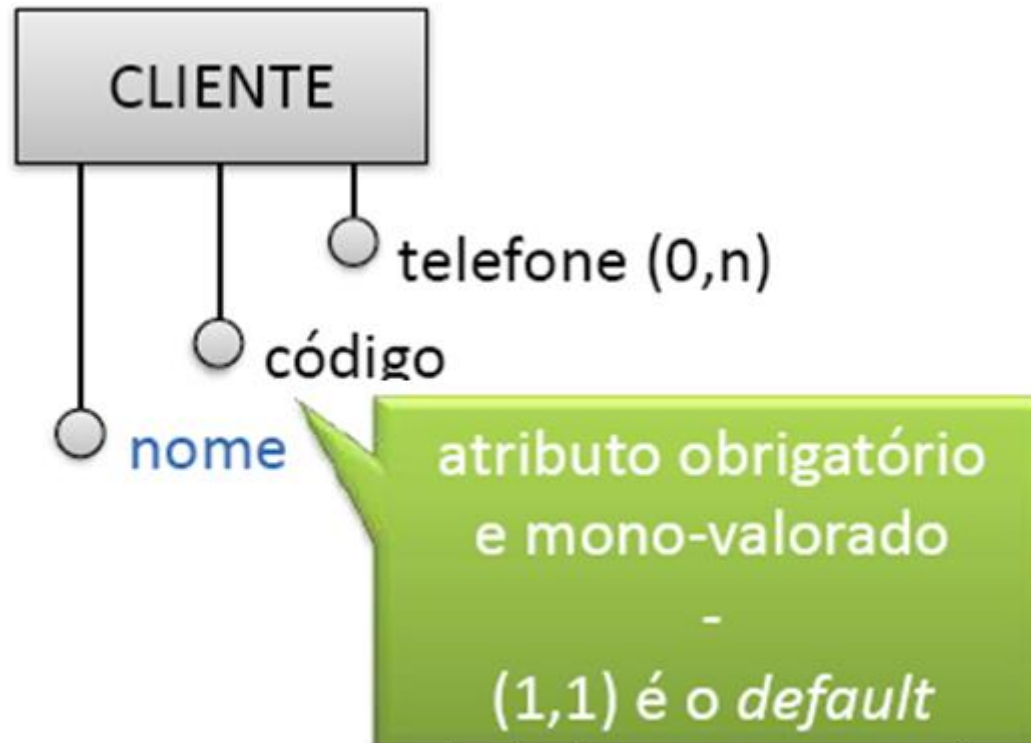 CLIENTE
telefone (0,n)
código
nome
atributo obrigatório
e mono-valorado
-
(1,1) é o default